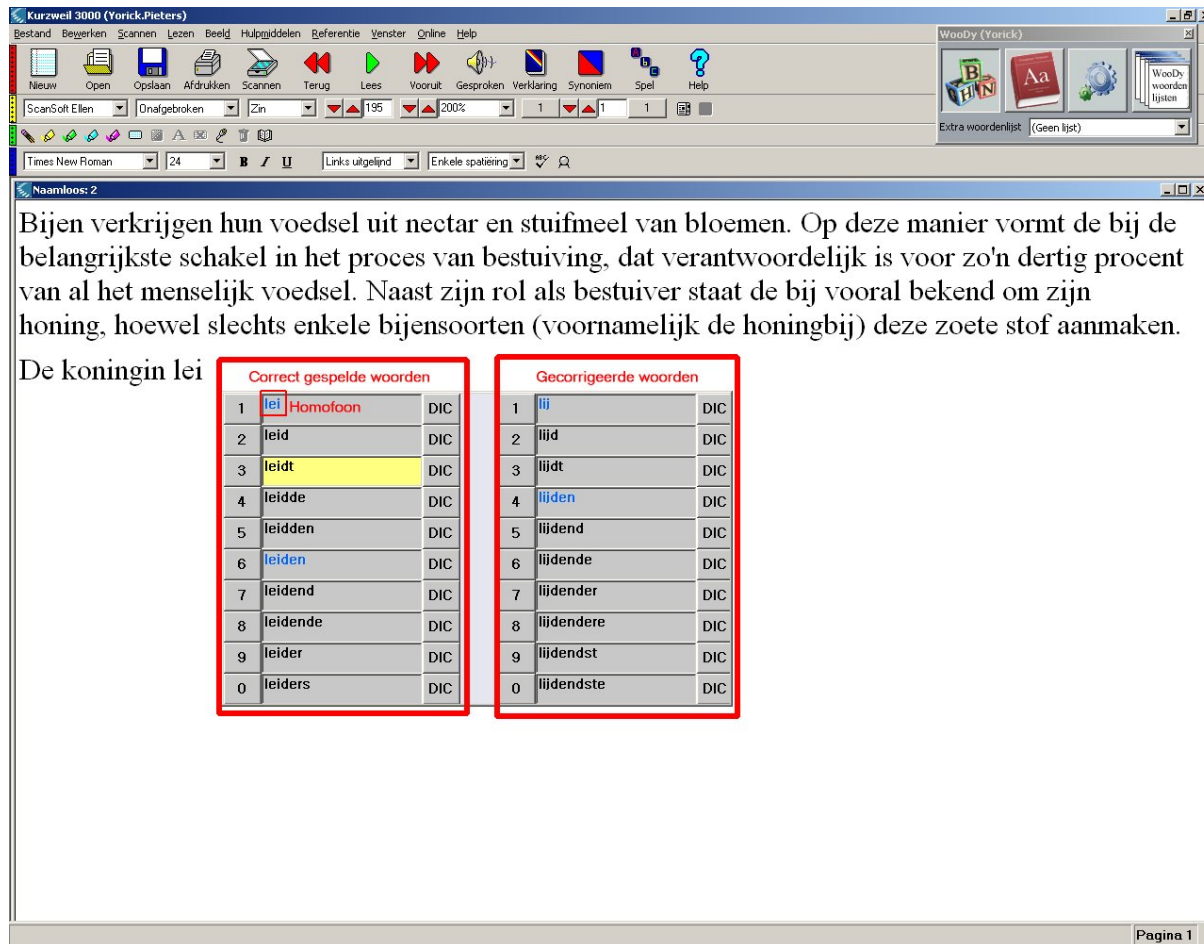 Kurzweil 3000 (Yorick.Pieters)
Bestand Bewerken Scannen Lezen Beeld Hulpmiddelen Referentie Venster Online Help
Nieuw Open Opslaan Afdrukken Scannen Terug Lees Vooruit Gesproken Verklaring Synoniem Spel Help
ScanSoft Ellen Onafgebroken Zin 195 200% 1 1 1
Times New Roman 24 B I U Links uitgelijnd Enkele spatiëring ABC
WooDy (Yorick)
B H N Aa WooDy woorden lijsten
Extra woordenlijst (Geen lijst)
Naamloos: 2
Bijen verkrijgen hun voedsel uit nectar en stuifmeel van bloemen. Op deze manier vormt de bij de
belangrijkste schakel in het proces van bestuiving, dat verantwoordelijk is voor zo'n dertig procent
van al het menselijk voedsel. Naast zijn rol als bestuiver staat de bij vooral bekend om zijn
honing, hoewel slechts enkele bijensoorten (voornamelijk de honingbij) deze zoete stof aanmaken.
De koningin lei
Correct gespelde woorden
1 lei Homofoon DIC
2 leid DIC
3 leidt DIC
4 leidde DIC
5 leidden DIC
6 leiden DIC
7 leidend DIC
8 leidende DIC
9 leider DIC
0 leiders DIC
Gecorrigeerde woorden
1 lij DIC
2 lijd DIC
3 lijdt DIC
4 lijden DIC
5 lijdend DIC
6 lijdende DIC
7 lijdender DIC
8 lijdendere DIC
9 lijdendst DIC
0 lijdendste DIC
Pagina 1